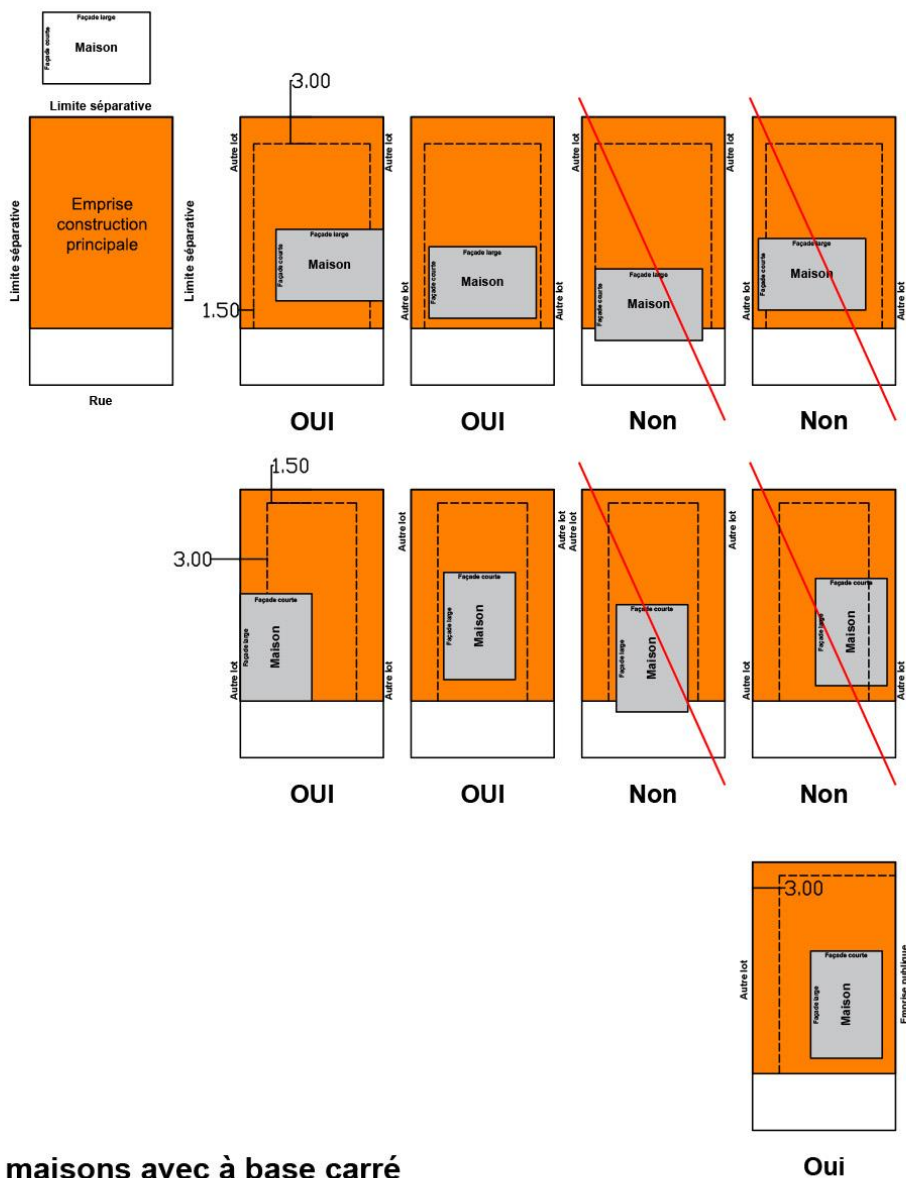 Façade large
Façade courte
Maison
Limite séparative
Limite séparative
Emprise
construction
principale
Limite séparative
Rue
3.00
Autre lot
Autre lot
Façade large
Façade courte
Maison
1.50
OUI
Façade large
Façade courte
Maison
Autre lot
Autre lot
OUI
Autre lot
Autre lot
Façade large
Façade courte
Maison
Non
Façade large
Façade courte
Maison
Autre lot
Autre lot
Non
1.50
3.00
Façade courte
Façade large
Maison
Autre lot
Autre lot
OUI
Autre lot
Autre lot
Façade courte
Façade large
Maison
OUI
Autre lot
Autre lot
Façade courte
Façade large
Maison
Non
Façade courte
Façade large
Maison
Autre lot
Autre lot
Non
3.00
Autre lot
Façade courte
Façade large
Maison
Emprise publique
Oui
maisons avec à base carré